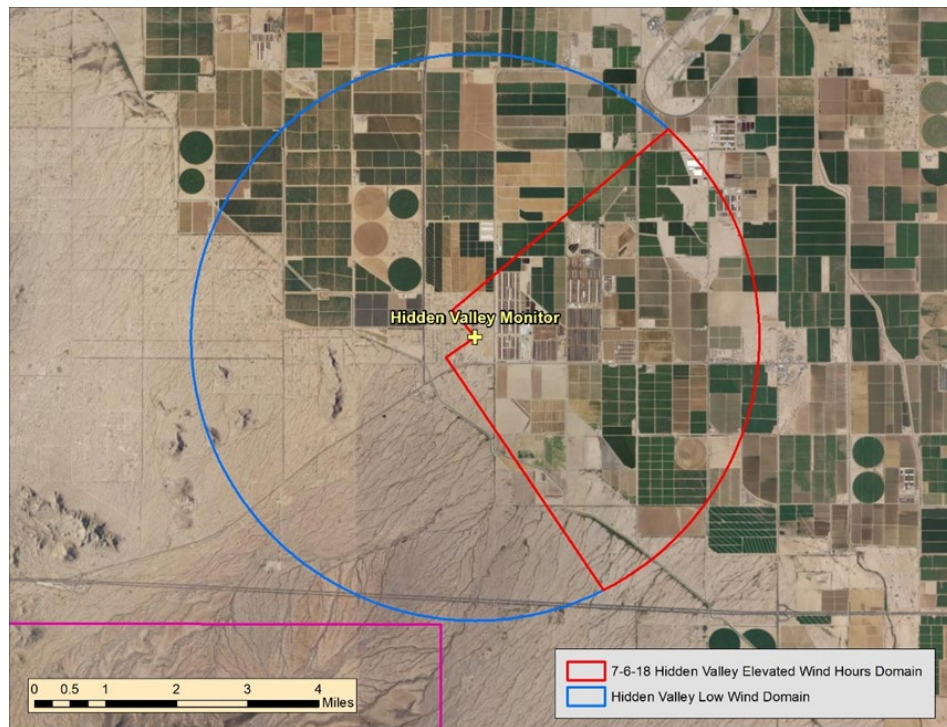 Hidden Valley Monitor
7-6-18 Hidden Valley Elevated Wind Hours Domain
Hidden Valley Low Wind Domain
0 0.5 1 2 3 4
Miles